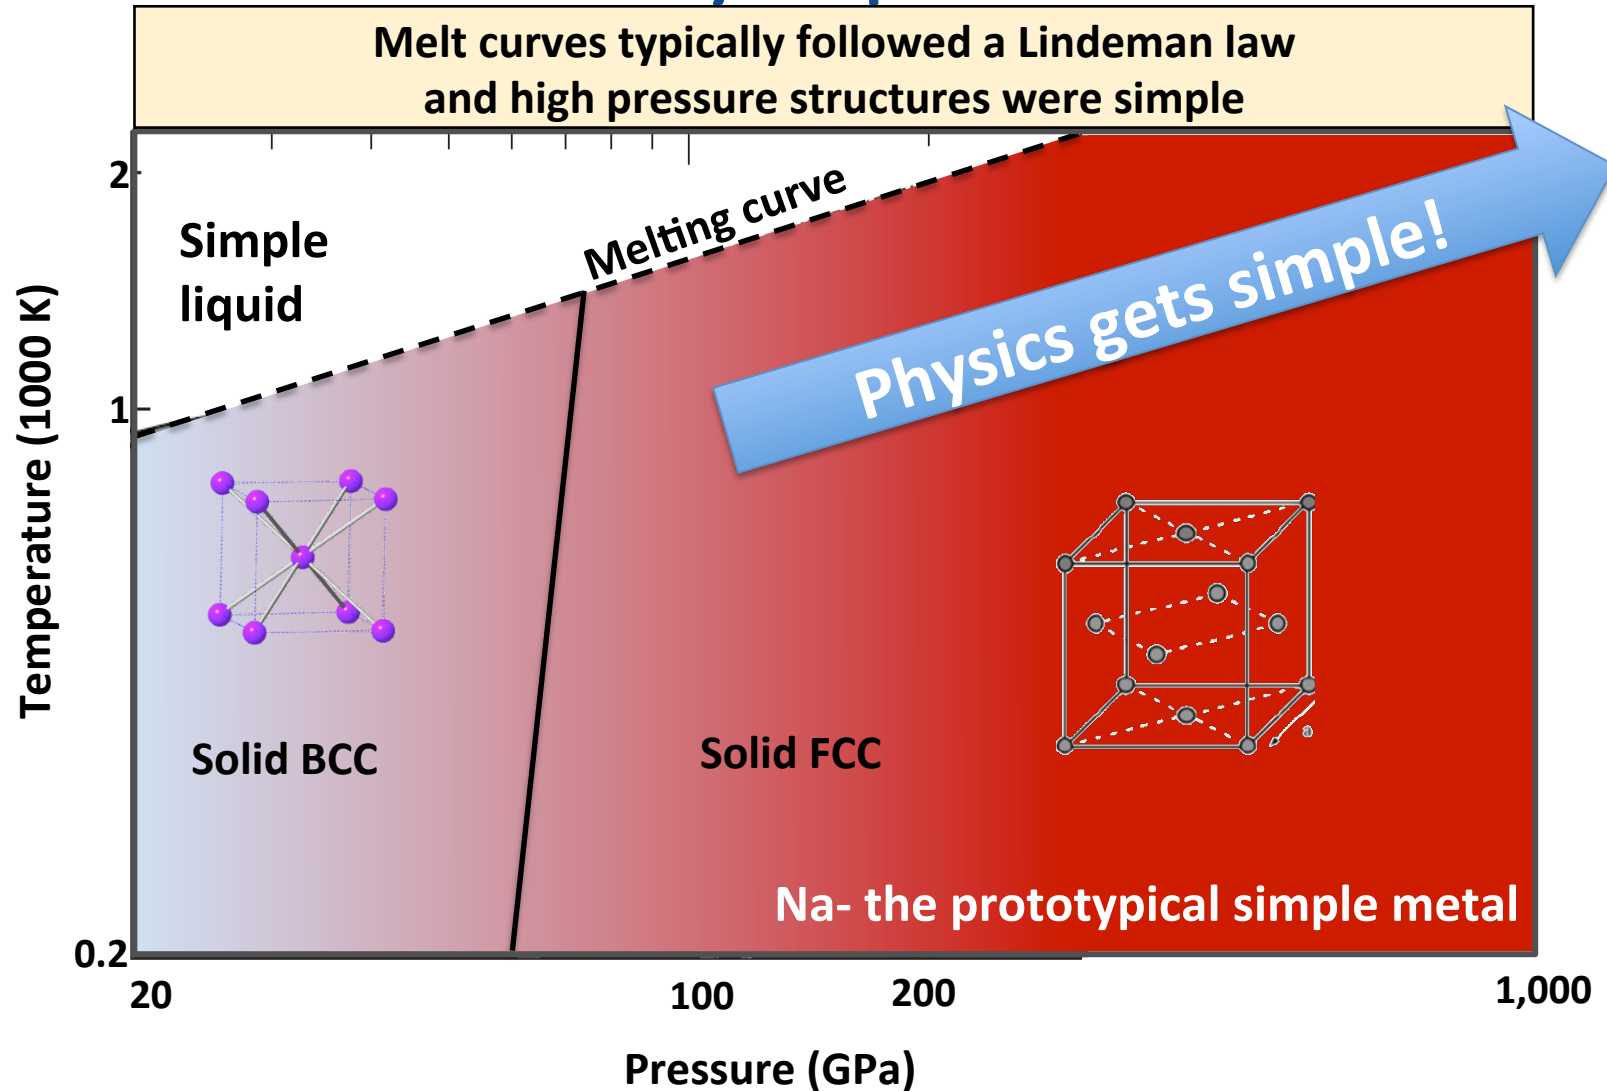 Melt curves typically followed a Lindeman law
and high pressure structures were simple
2
Simple
liquid
Melting curve
Physics gets simple!
1
Temperature (1000 K)
Solid BCC
Solid FCC
a
Na- the prototypical simple metal
0.2
20
100
200
1,000
Pressure (GPa)